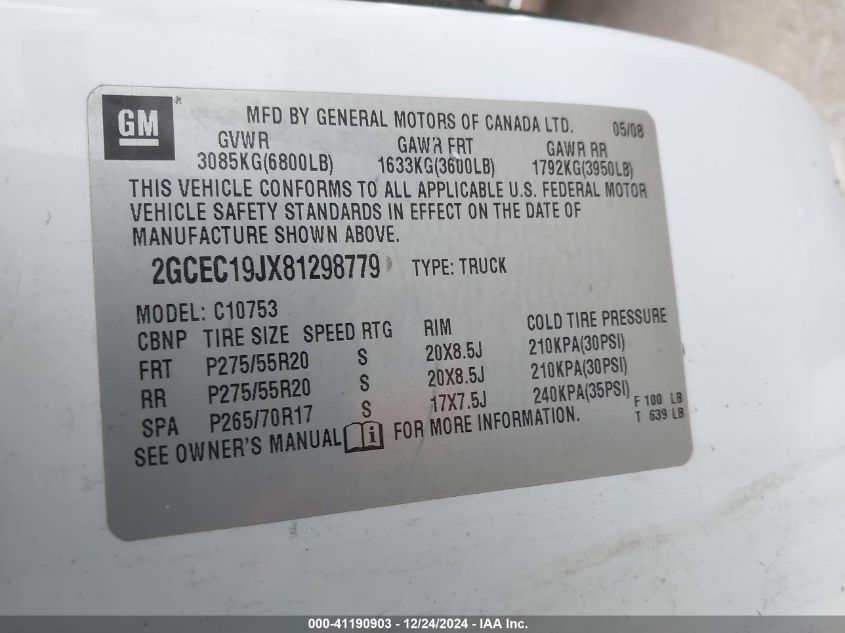 GM®
MFD BY GENERAL MOTORS OF CANADA LTD. 05/08
GVWR GAWR FRT GAWR RR
3085KG(6800LB) 1633KG(3600LB) 1792KG(3950LB)
THIS VEHICLE CONFORMS TO ALL APPLICABLE U.S. FEDERAL MOTOR
VEHICLE SAFETY STANDARDS IN EFFECT ON THE DATE OF
MANUFACTURE SHOWN ABOVE.
2GCEC19JX81298779 TYPE: TRUCK
MODEL: C10753
CBNP TIRE SIZE SPEED RTG RIM COLD TIRE PRESSURE
FRT P275/55R20 S 20X8.5J 210KPA(30PSI)
RR P275/55R20 S 20X8.5J 210KPA(30PSI)
SPA P265/70R17 S 17X7.5J 240KPA(35PSI) F 100 LB
SEE OWNER'S MANUAL i FOR MORE INFORMATION. T 639 LB
000-41190903 - 12/24/2024 - IAA Inc.